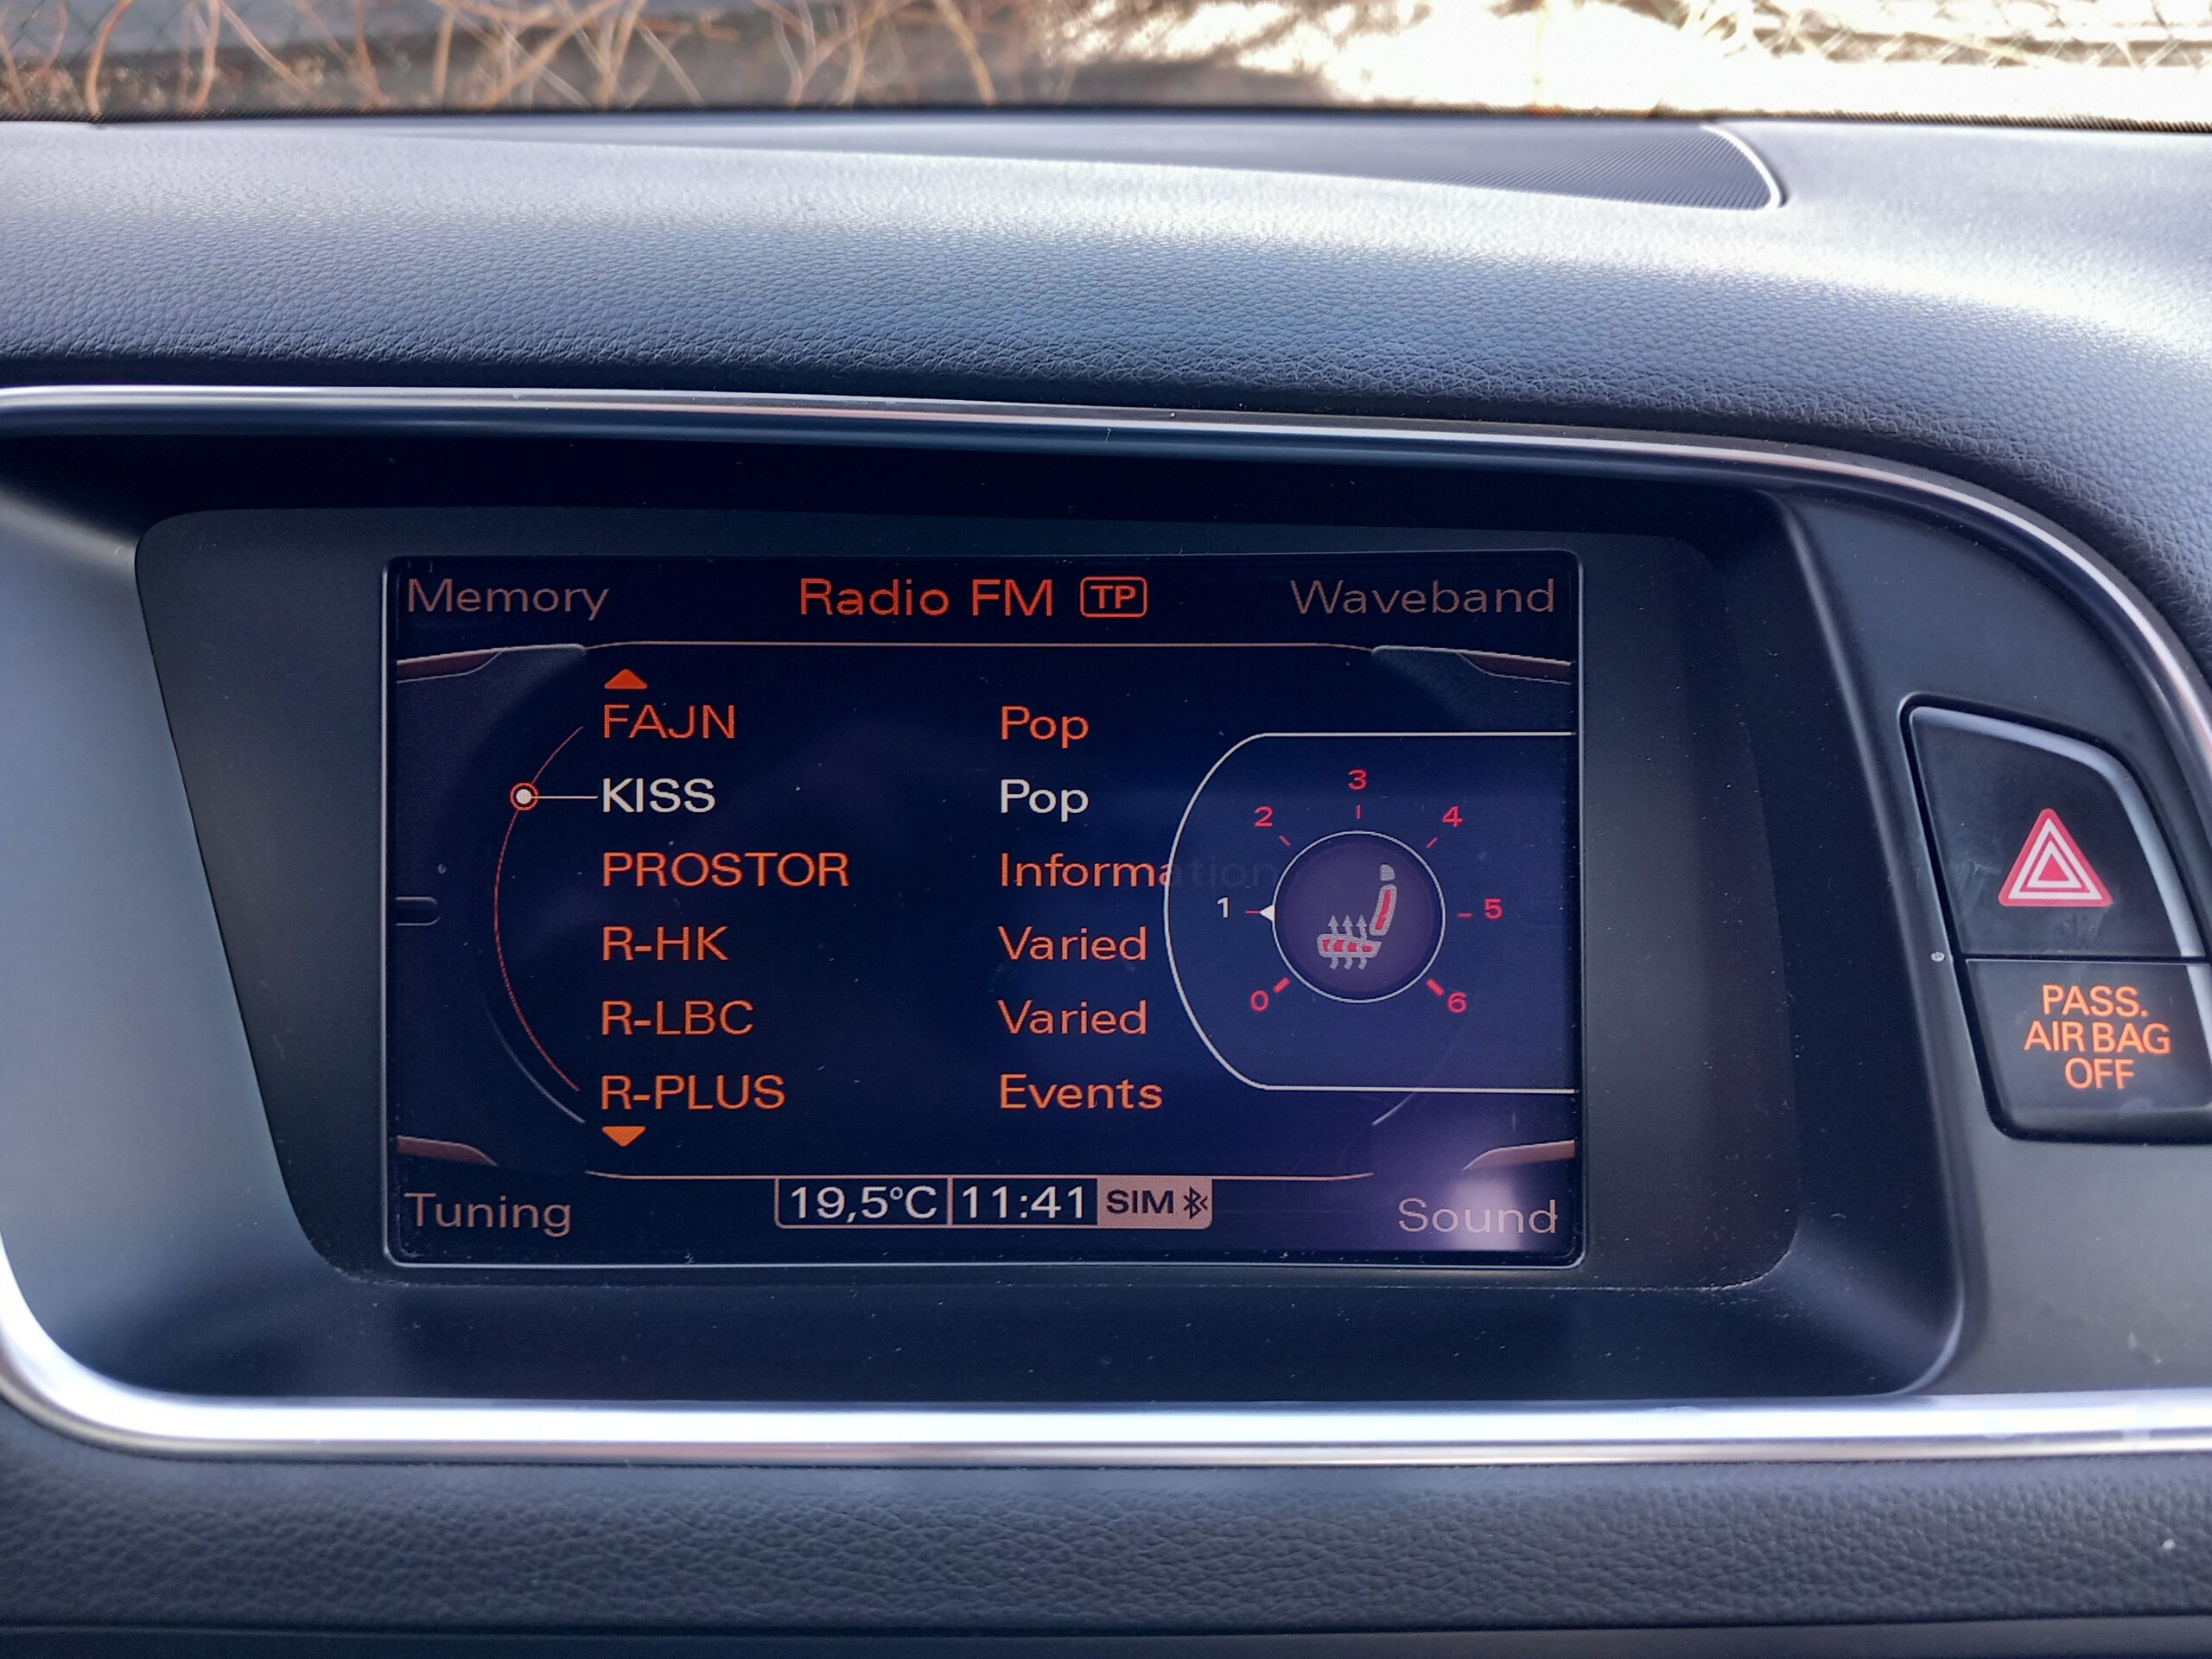 Memory Radio FM TP Waveband
FAJN Pop
KISS Pop
PROSTOR Information
R-HK Varied
R-LBC Varied
R-PLUS Events
0 1 2 3 4 5 6
Tuning 19,5°C 11:41 SIM Sound
PASS.
AIR BAG
OFF